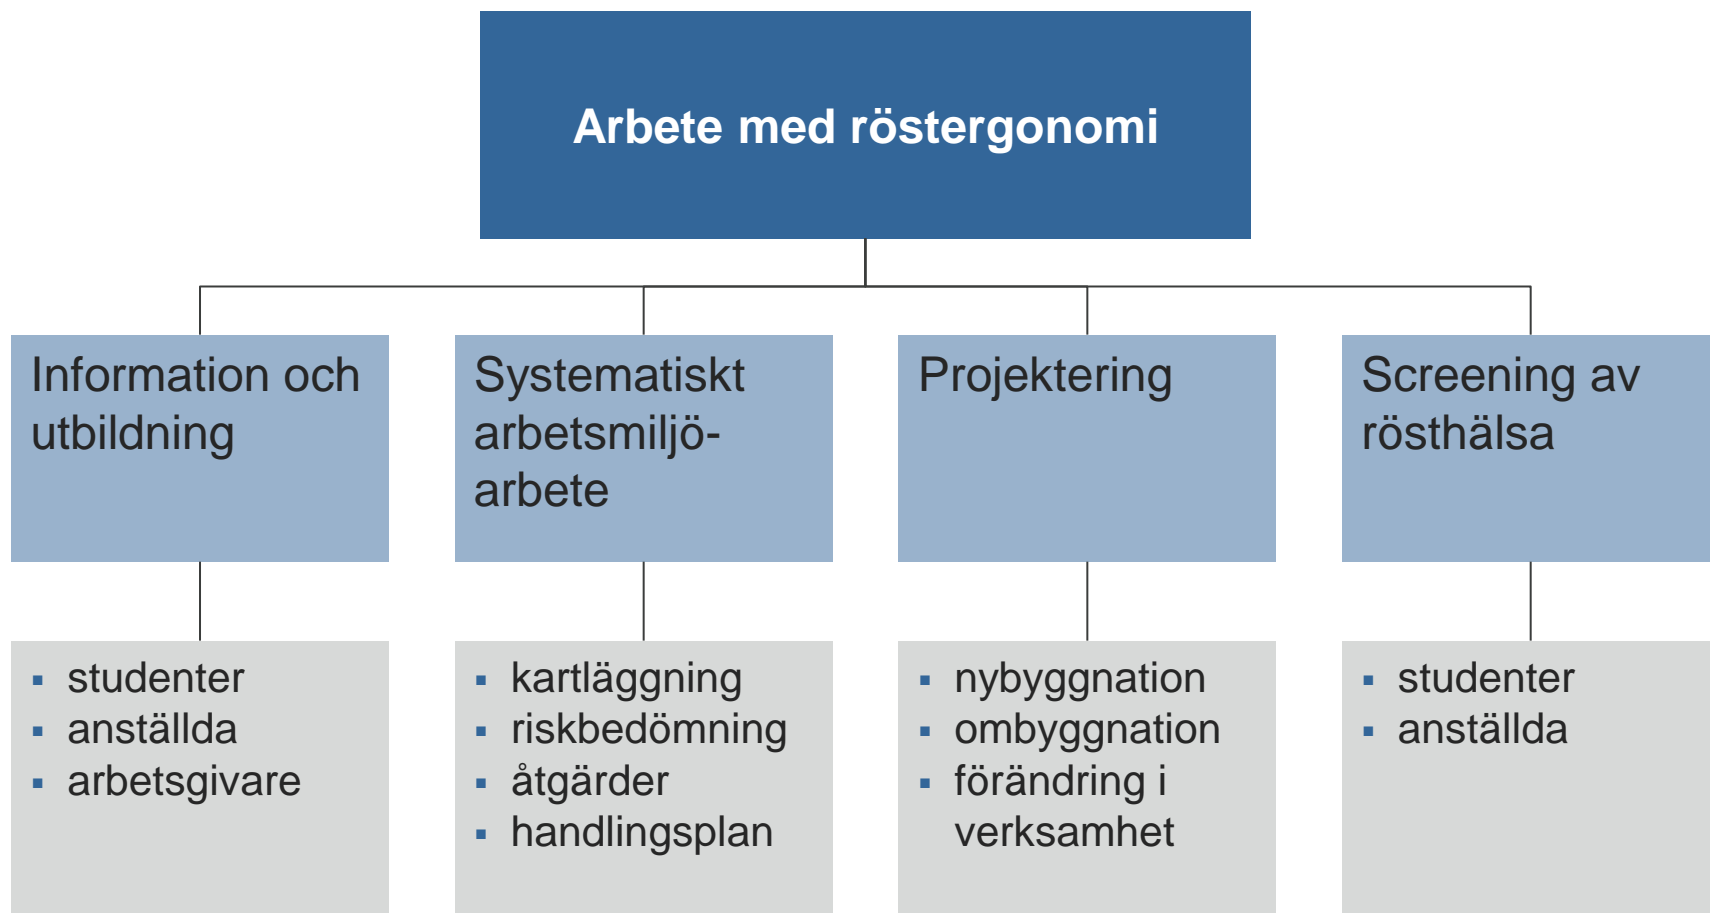 Arbete med röstergonomi
Information och
utbildning
Systematiskt
arbetsmiljö-
arbete
Projektering
Screening av
rösthälsa
▪ studenter
▪ anställda
▪ arbetsgivare
▪ kartläggning
▪ riskbedömning
▪ åtgärder
▪ handlingsplan
▪ nybyggnation
▪ ombyggnation
▪ förändring i
verksamhet
▪ studenter
▪ anställda